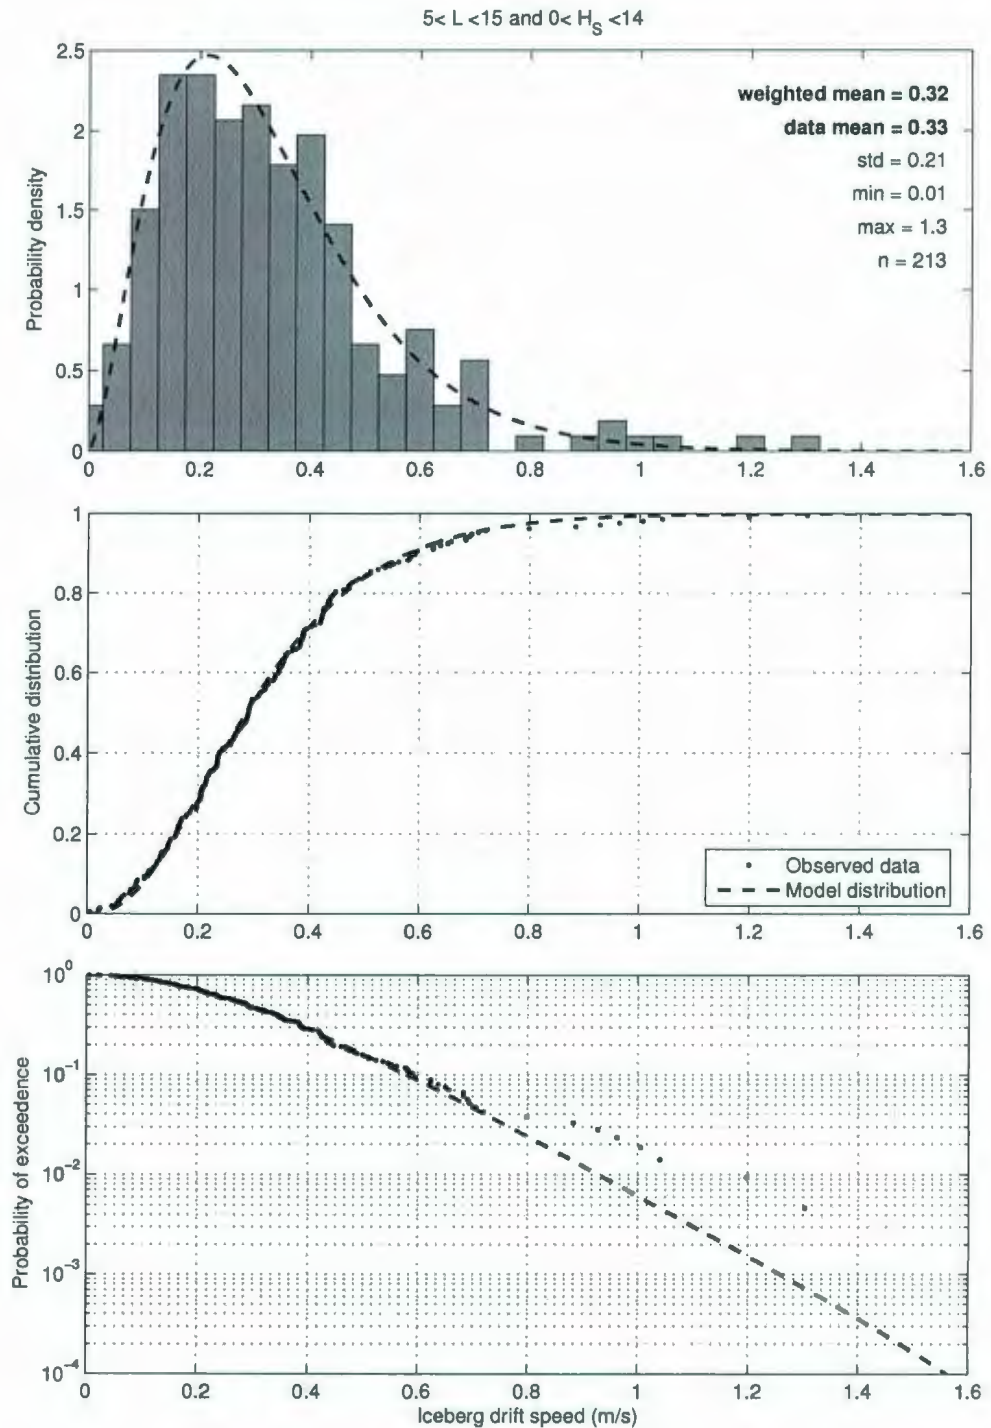 5< L <15 and 0< H_S <14
2.5
2
1.5
1
0.5
0
Probability density
weighted mean = 0.32
data mean = 0.33
std = 0.21
min = 0.01
max = 1.3
n = 213
0 0.2 0.4 0.6 0.8 1 1.2 1.4 1.6
1
0.8
0.6
0.4
0.2
0
Cumulative distribution
Observed data
Model distribution
0 0.2 0.4 0.6 0.8 1 1.2 1.4 1.6
10^0
10^-1
10^-2
10^-3
10^-4
Probability of exceedence
0 0.2 0.4 0.6 0.8 1 1.2 1.4 1.6
Iceberg drift speed (m/s)